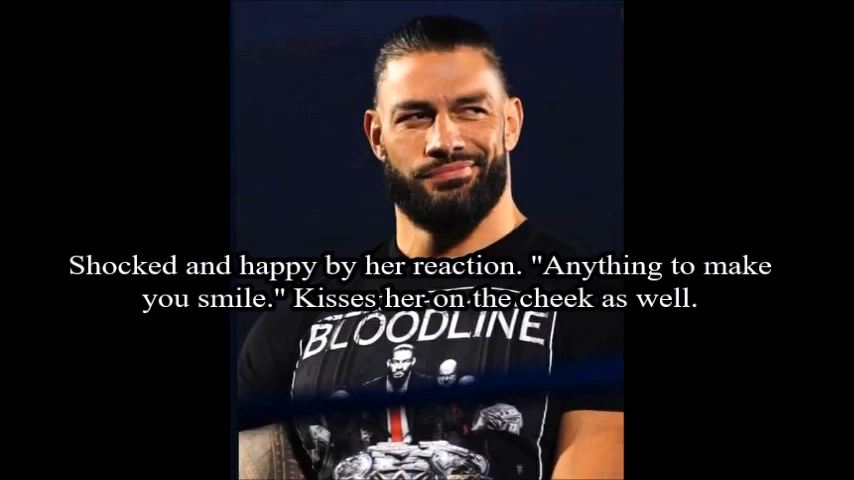 Shocked and happy by her reaction. "Anything to make
you smile." Kisses her on the cheek as well.
BLOODLINE